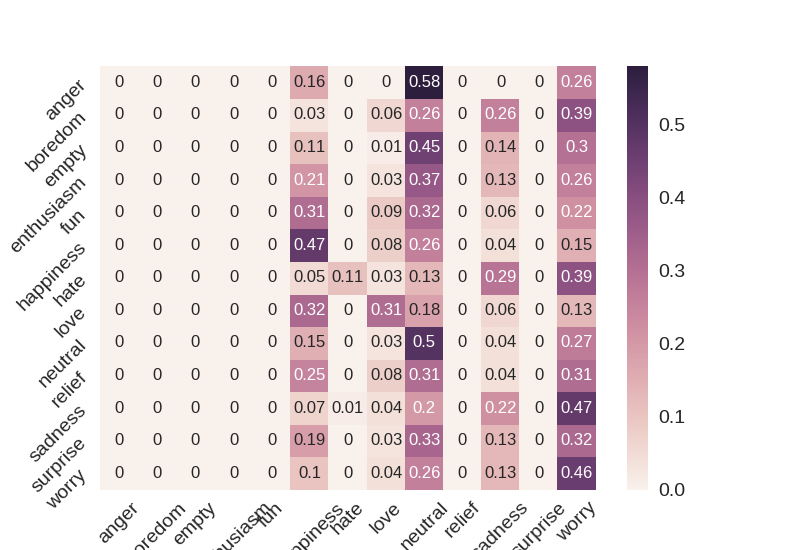 anger 0 0 0 0 0 0.16 0 0 0.58 0 0 0 0.26
boredom 0 0 0 0 0 0.03 0 0.06 0.26 0 0.26 0 0.39
empty 0 0 0 0 0 0.11 0 0.01 0.45 0 0.14 0 0.3
enthusiasm 0 0 0 0 0 0.21 0 0.03 0.37 0 0.13 0 0.26
fun 0 0 0 0 0 0.31 0 0.09 0.32 0 0.06 0 0.22
happiness 0 0 0 0 0 0.47 0 0.08 0.26 0 0.04 0 0.15
hate 0 0 0 0 0 0.05 0.11 0.03 0.13 0 0.29 0 0.39
love 0 0 0 0 0 0.32 0 0.31 0.18 0 0.06 0 0.13
neutral 0 0 0 0 0 0.15 0 0.03 0.5 0 0.04 0 0.27
relief 0 0 0 0 0 0.25 0 0.08 0.31 0 0.04 0 0.31
sadness 0 0 0 0 0 0.07 0.01 0.04 0.2 0 0.22 0 0.47
surprise 0 0 0 0 0 0.19 0 0.03 0.33 0 0.13 0 0.32
worry 0 0 0 0 0 0.1 0 0.04 0.26 0 0.13 0 0.46
anger oredom empty husiasm fun ppiness hate love neutral relief sadness surprise worry
0.5
0.4
0.3
0.2
0.1
0.0